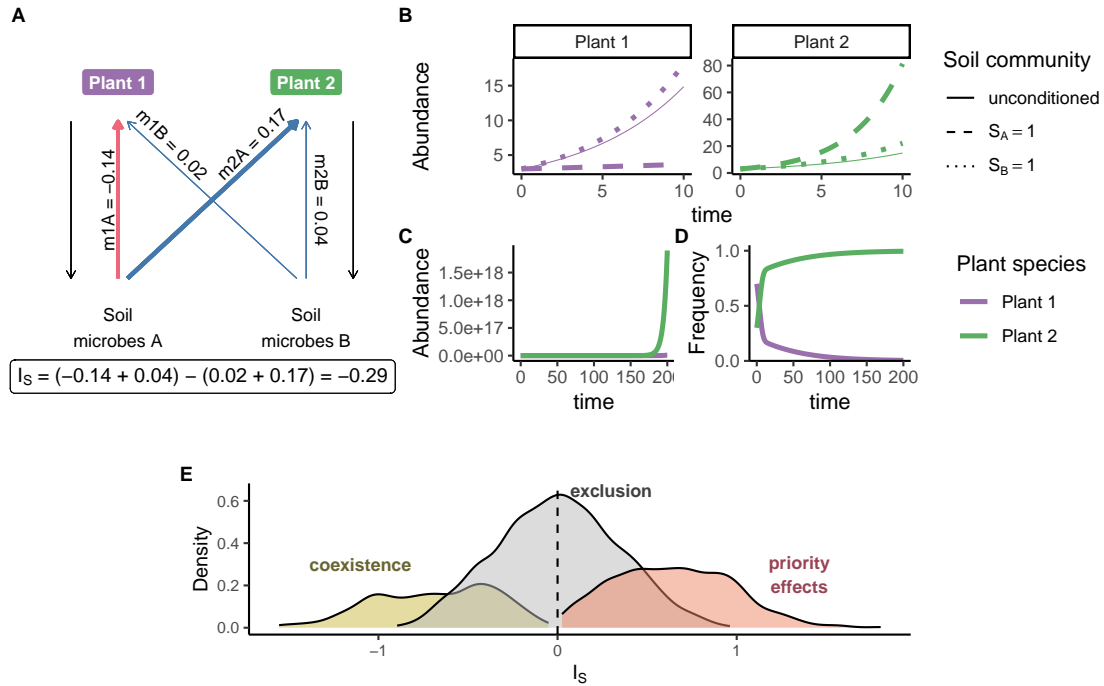 A
Plant 1
Plant 2
m1A = −0.14
m1B = 0.02
m2A = 0.17
m2B = 0.04
Soil
microbes A
Soil
microbes B
I_S = (−0.14 + 0.04) − (0.02 + 0.17) = −0.29
B
Plant 1
Plant 2
Abundance
15
10
5
0
5
10
80
60
40
20
0
0
5
10
time
Soil community
unconditioned
S_A = 1
S_B = 1
C
Abundance
1.5e+18
1.0e+18
5.0e+17
0.0e+00
0
50
100
150
200
time
D
Frequency
1.0
0.5
0.0
0
50
100
150
200
time
Plant species
Plant 1
Plant 2
E
Density
0.6
0.4
0.2
0.0
coexistence
exclusion
priority
effects
−1
0
1
I_S